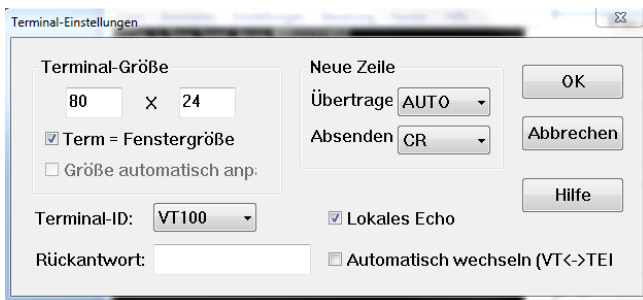 Terminal-Einstellungen
Terminal-Größe
80 X 24
Term = Fenstergröße
Größe automatisch anp
Neue Zeile
Übertrage AUTO
Absenden CR
OK
Abbrechen
Hilfe
Terminal-ID: VT100
Lokales Echo
Rückantwort:
Automatisch wechseln (VT<->TEI